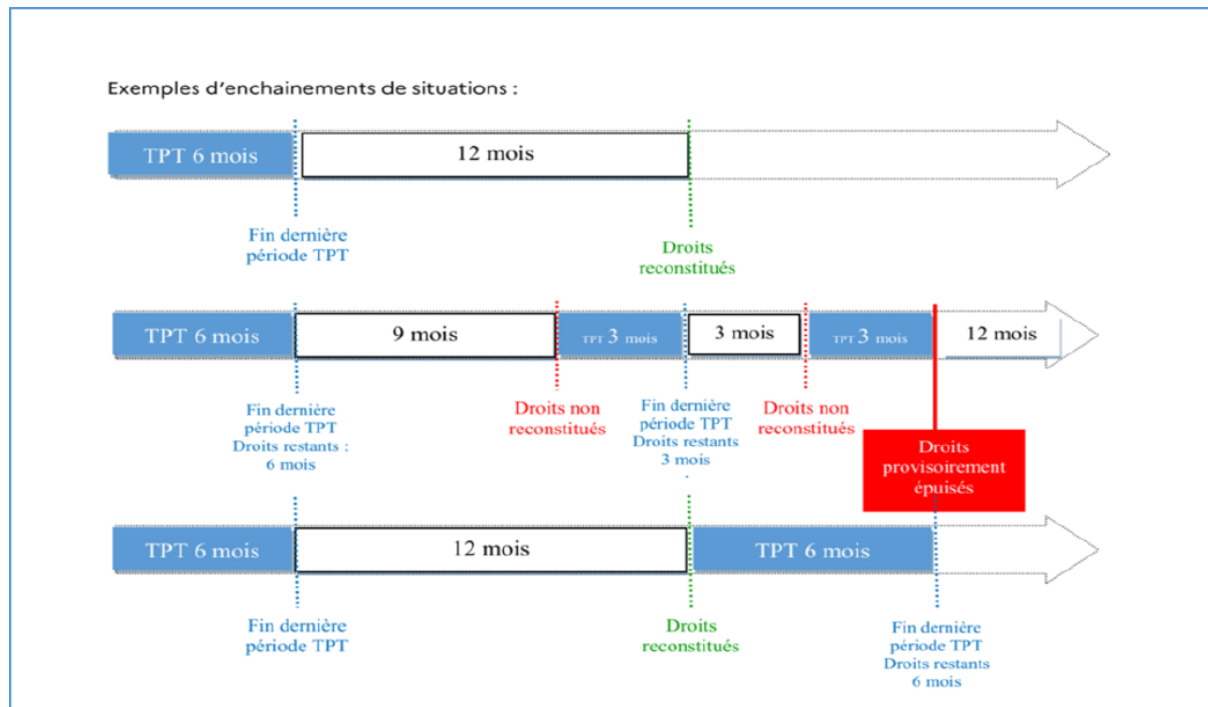 Exemples d'enchainements de situations :
TPT 6 mois
12 mois
Fin dernière
période TPT
Droits
reconstitués
TPT 6 mois
9 mois
TPT 3 mois
3 mois
TPT 3 mois
12 mois
Fin dernière
période TPT
Droits restants :
6 mois
Droits non
reconstitués
Fin dernière
période TPT
Droits restants
3 mois
Droits non
reconstitués
Droits
provisoirement
épuisés
TPT 6 mois
12 mois
TPT 6 mois
Fin dernière
période TPT
Droits
reconstitués
Fin dernière
période TPT
Droits restants
6 mois